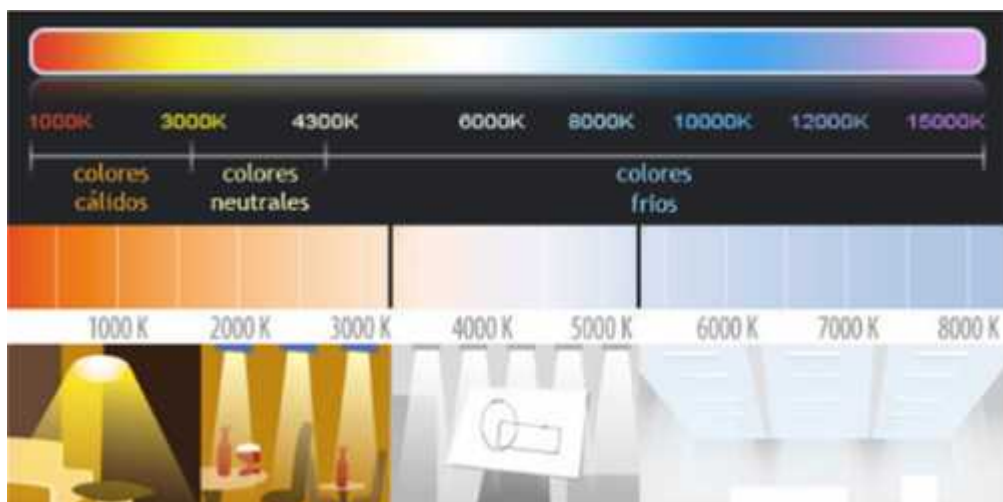 1000K 3000K 4300K 6000K 8000K 10000K 12000K 15000K
colores colores colores
cálidos neutrales fríos
1000 K 2000 K 3000 K 4000 K 5000 K 6000 K 7000 K 8000 K